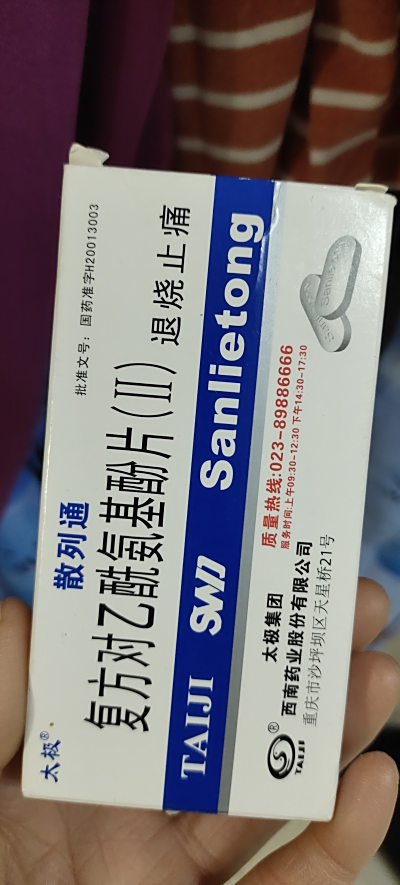 批准文号：国药准字H20013003
太极®
散列通
复方对乙酰氨基酚片(II)
退烧止痛
TAIJI SWP Sanlietong
质量热线:023-89886666
服务时间:上午09:30-12:30 下午14:30-17:30
TAIJI®
太极集团
西南药业股份有限公司
重庆市沙坪坝区天星桥21号